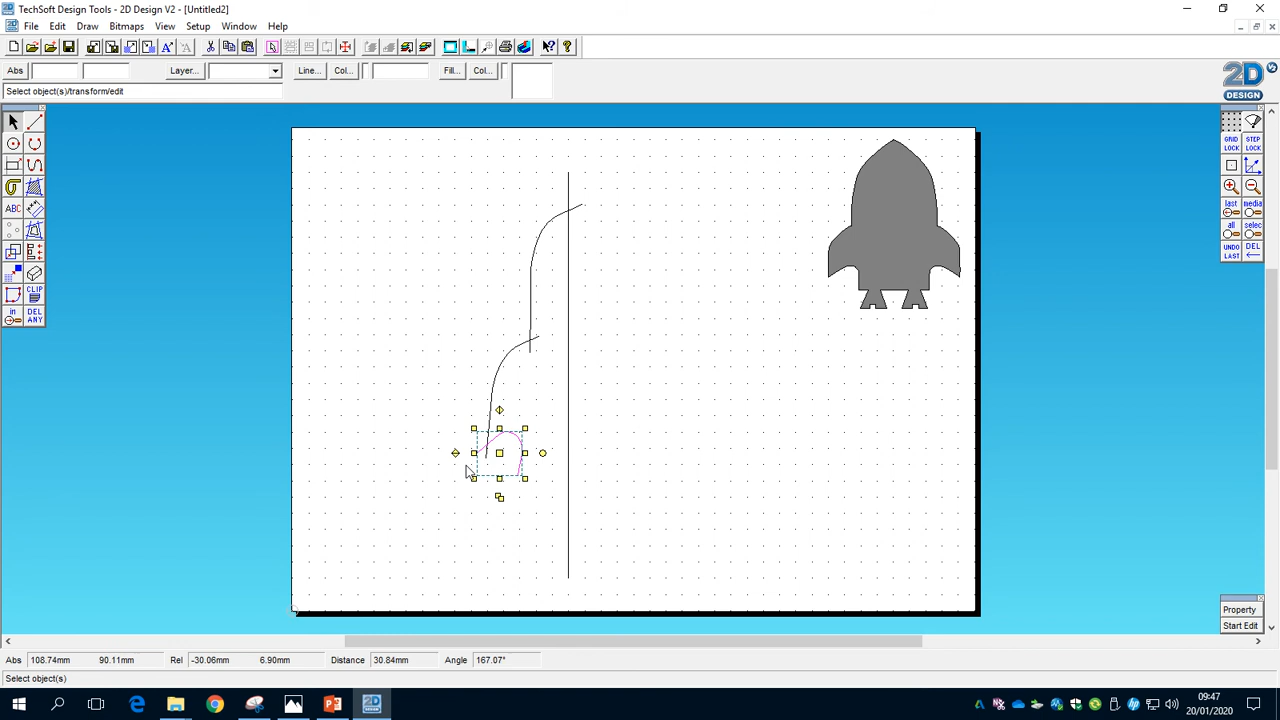 TechSoft Design Tools - 2D Design V2 - [Untitled2]
File Edit Draw Bitmaps View Setup Window Help
Abs Layer... Line... Col... Fill... Col...
2D V2
DESIGN
Select object(s)/transform/edit
GRID LOCK STEP LOCK
ABC
last media
all selec
UNDO LAST DEL
CLIP
in DEL ANY
Property
Start Edit
Abs 108.74mm 90.11mm Rel -30.06mm 6.90mm Distance 30.84mm Angle 167.07°
Select object(s)
09:47
20/01/2020